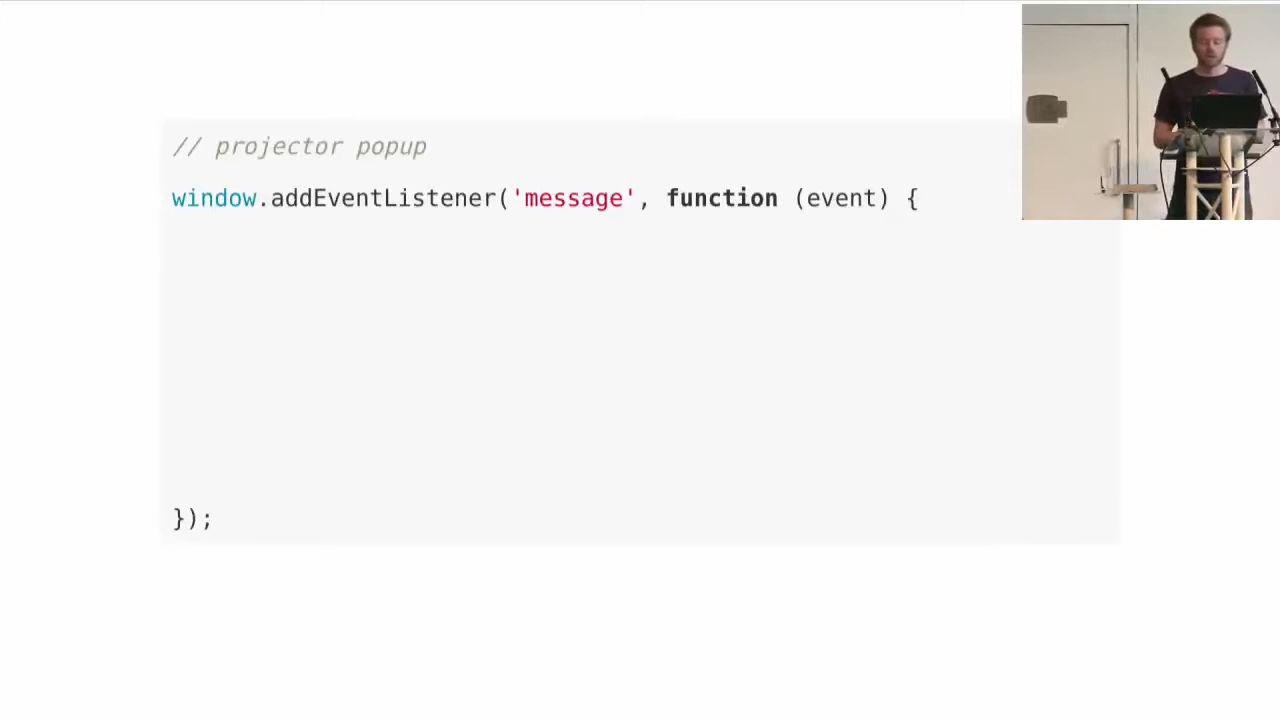 // projector popup
window.addEventListener('message', function (event) {
});